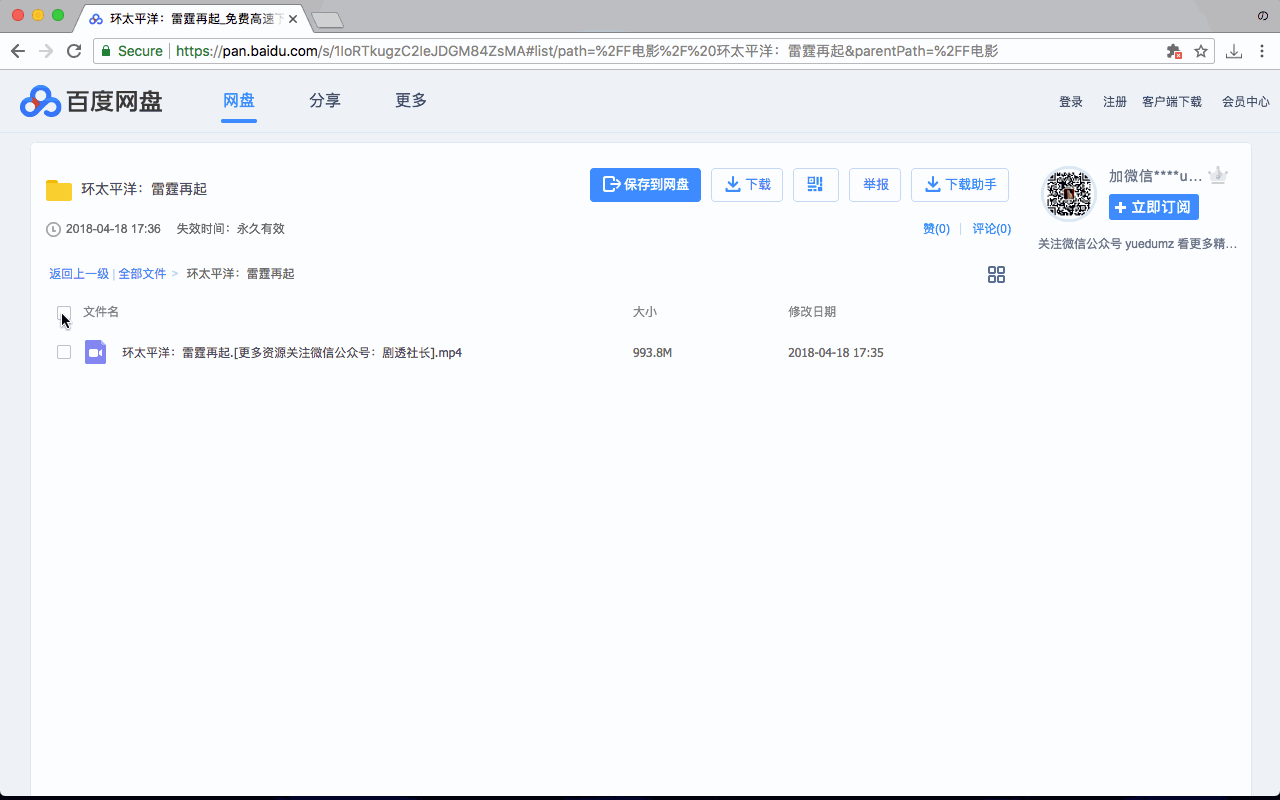 环太平洋：雷霆再起_免费高速下
の
Secure
https://pan.baidu.com/s/1loRTkugzC2IeJDGM84ZsMA#list/path=%2FF电影%2F%20环太平洋：雷霆再起&parentPath=%2FF电影
百度网盘
网盘
分享
更多
登录
注册
客户端下载
会员中心
环太平洋：雷霆再起
保存到网盘
下载
举报
下载助手
加微信****u...
立即订阅
2018-04-18 17:36
失效时间：永久有效
赞(0)
评论(0)
关注微信公众号 yuedumz 看更多精...
返回上一级 | 全部文件 > 环太平洋：雷霆再起
文件名
大小
修改日期
环太平洋：雷霆再起.[更多资源关注微信公众号：剧透社长].mp4
993.8M
2018-04-18 17:35